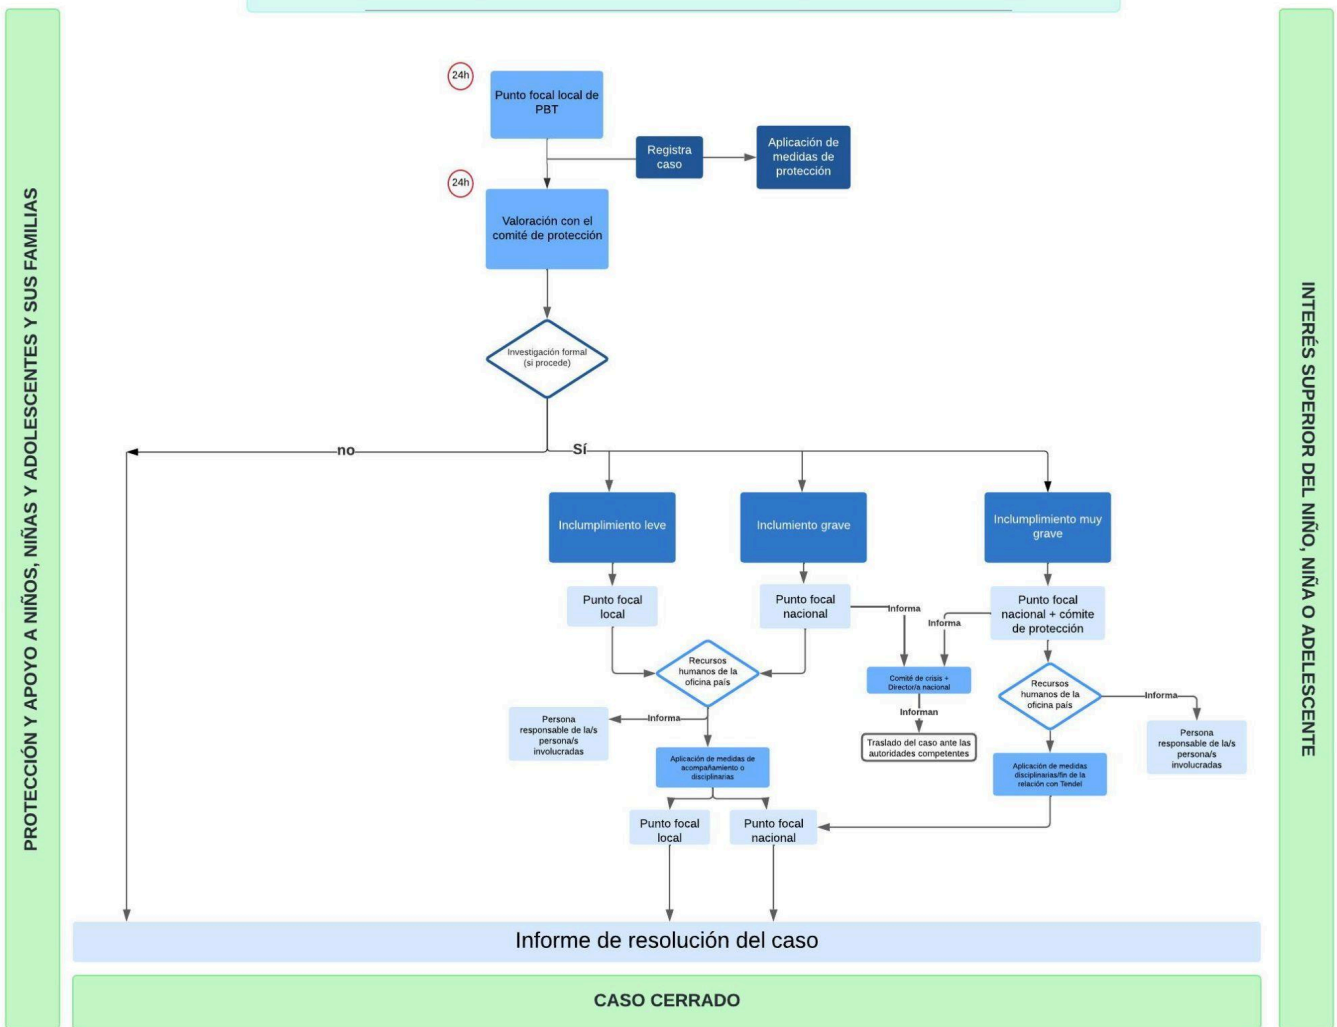 24h
Punto focal local de
PBT
Registra
caso
Aplicación de
medidas de
protección
24h
Valoración con el
comité de protección
Investigación formal
(si procede)
no
Sí
Inclumplimiento leve
Inclumiento grave
Inclumplimiento muy
grave
Punto focal
local
Punto focal
nacional
Informa
Informa
Punto focal
nacional + cómite
de protección
Recursos
humanos de la
oficina país
Comité de crisis +
Director/a nacional
Recursos
humanos de la
oficina país
Informa
Informa
Persona
responsable de la/s
persona/s
involucradas
Informan
Traslado del caso ante las
autoridades competentes
Persona
responsable de la/s
persona/s
involucradas
Aplicación de medidas de
acompañamiento o
disciplinarias
Aplicación de medidas
disciplinarias/fin de la
relación con Tendel
Punto focal
local
Punto focal
nacional
Informe de resolución del caso
CASO CERRADO
PROTECCIÓN Y APOYO A NIÑOS, NIÑAS Y ADOLESCENTES Y SUS FAMILIAS
INTERÉS SUPERIOR DEL NIÑO, NIÑA O ADELESCENTE